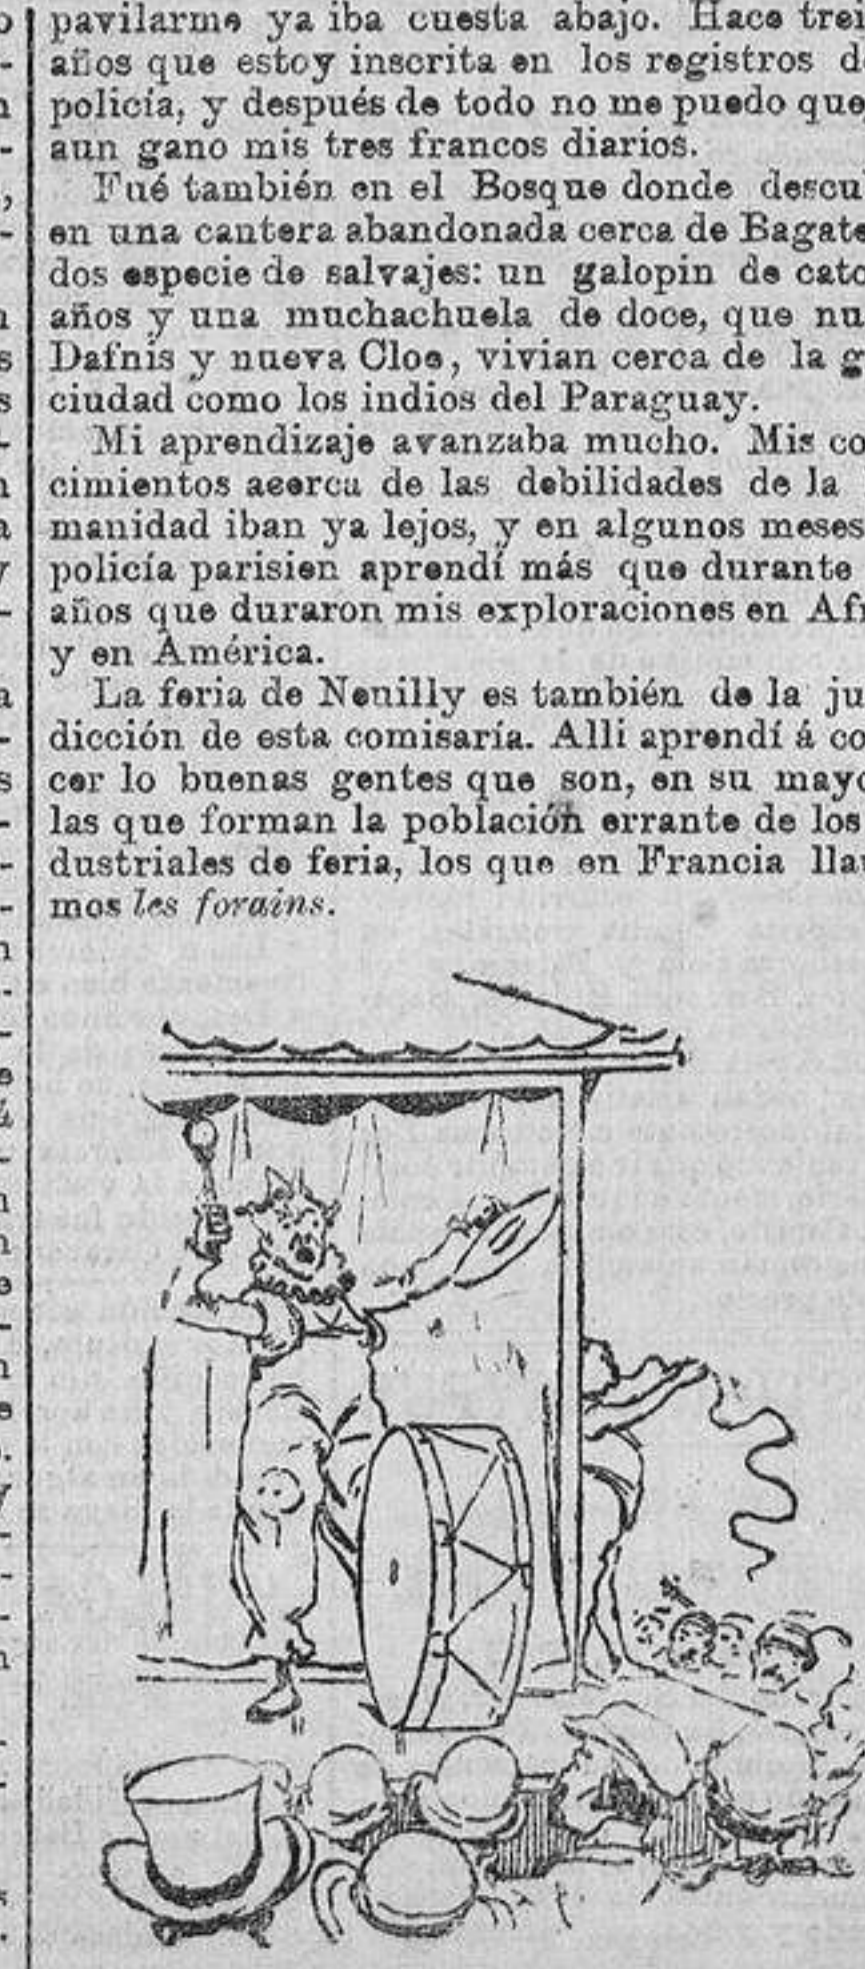 pavilarme ya iba cuesta abajo. Hace trei
años que estoy inscrita en los registros d
policía, y después de todo no me puedo que
aun gano mis tres francos diarios.
Fué también en el Bosque donde descu
en una cantera abandonada cerca de Bagate
dos especie de salvajes: un galopin de cato
años y una muchachuela de doce, que nu
Dafnis y nueva Cloe, vivian cerca de la g
ciudad como los indios del Paraguay.
Mi aprendizaje avanzaba mucho. Mis co
cimientos acerca de las debilidades de la
manidad iban ya lejos, y en algunos meses
policía parisien aprendí más que durante
años que duraron mis exploraciones en Afr
y en América.
La feria de Neuilly es también de la ju
dicción de esta comisaría. Alli aprendí á co
cer lo buenas gentes que son, en su mayo
las que forman la población errante de los
dustriales de feria, los que en Francia lla
mos les forains.